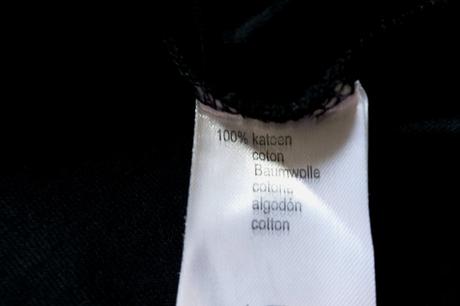 100% katoen
coton
Baumwolle
cotone
algodón
cotton